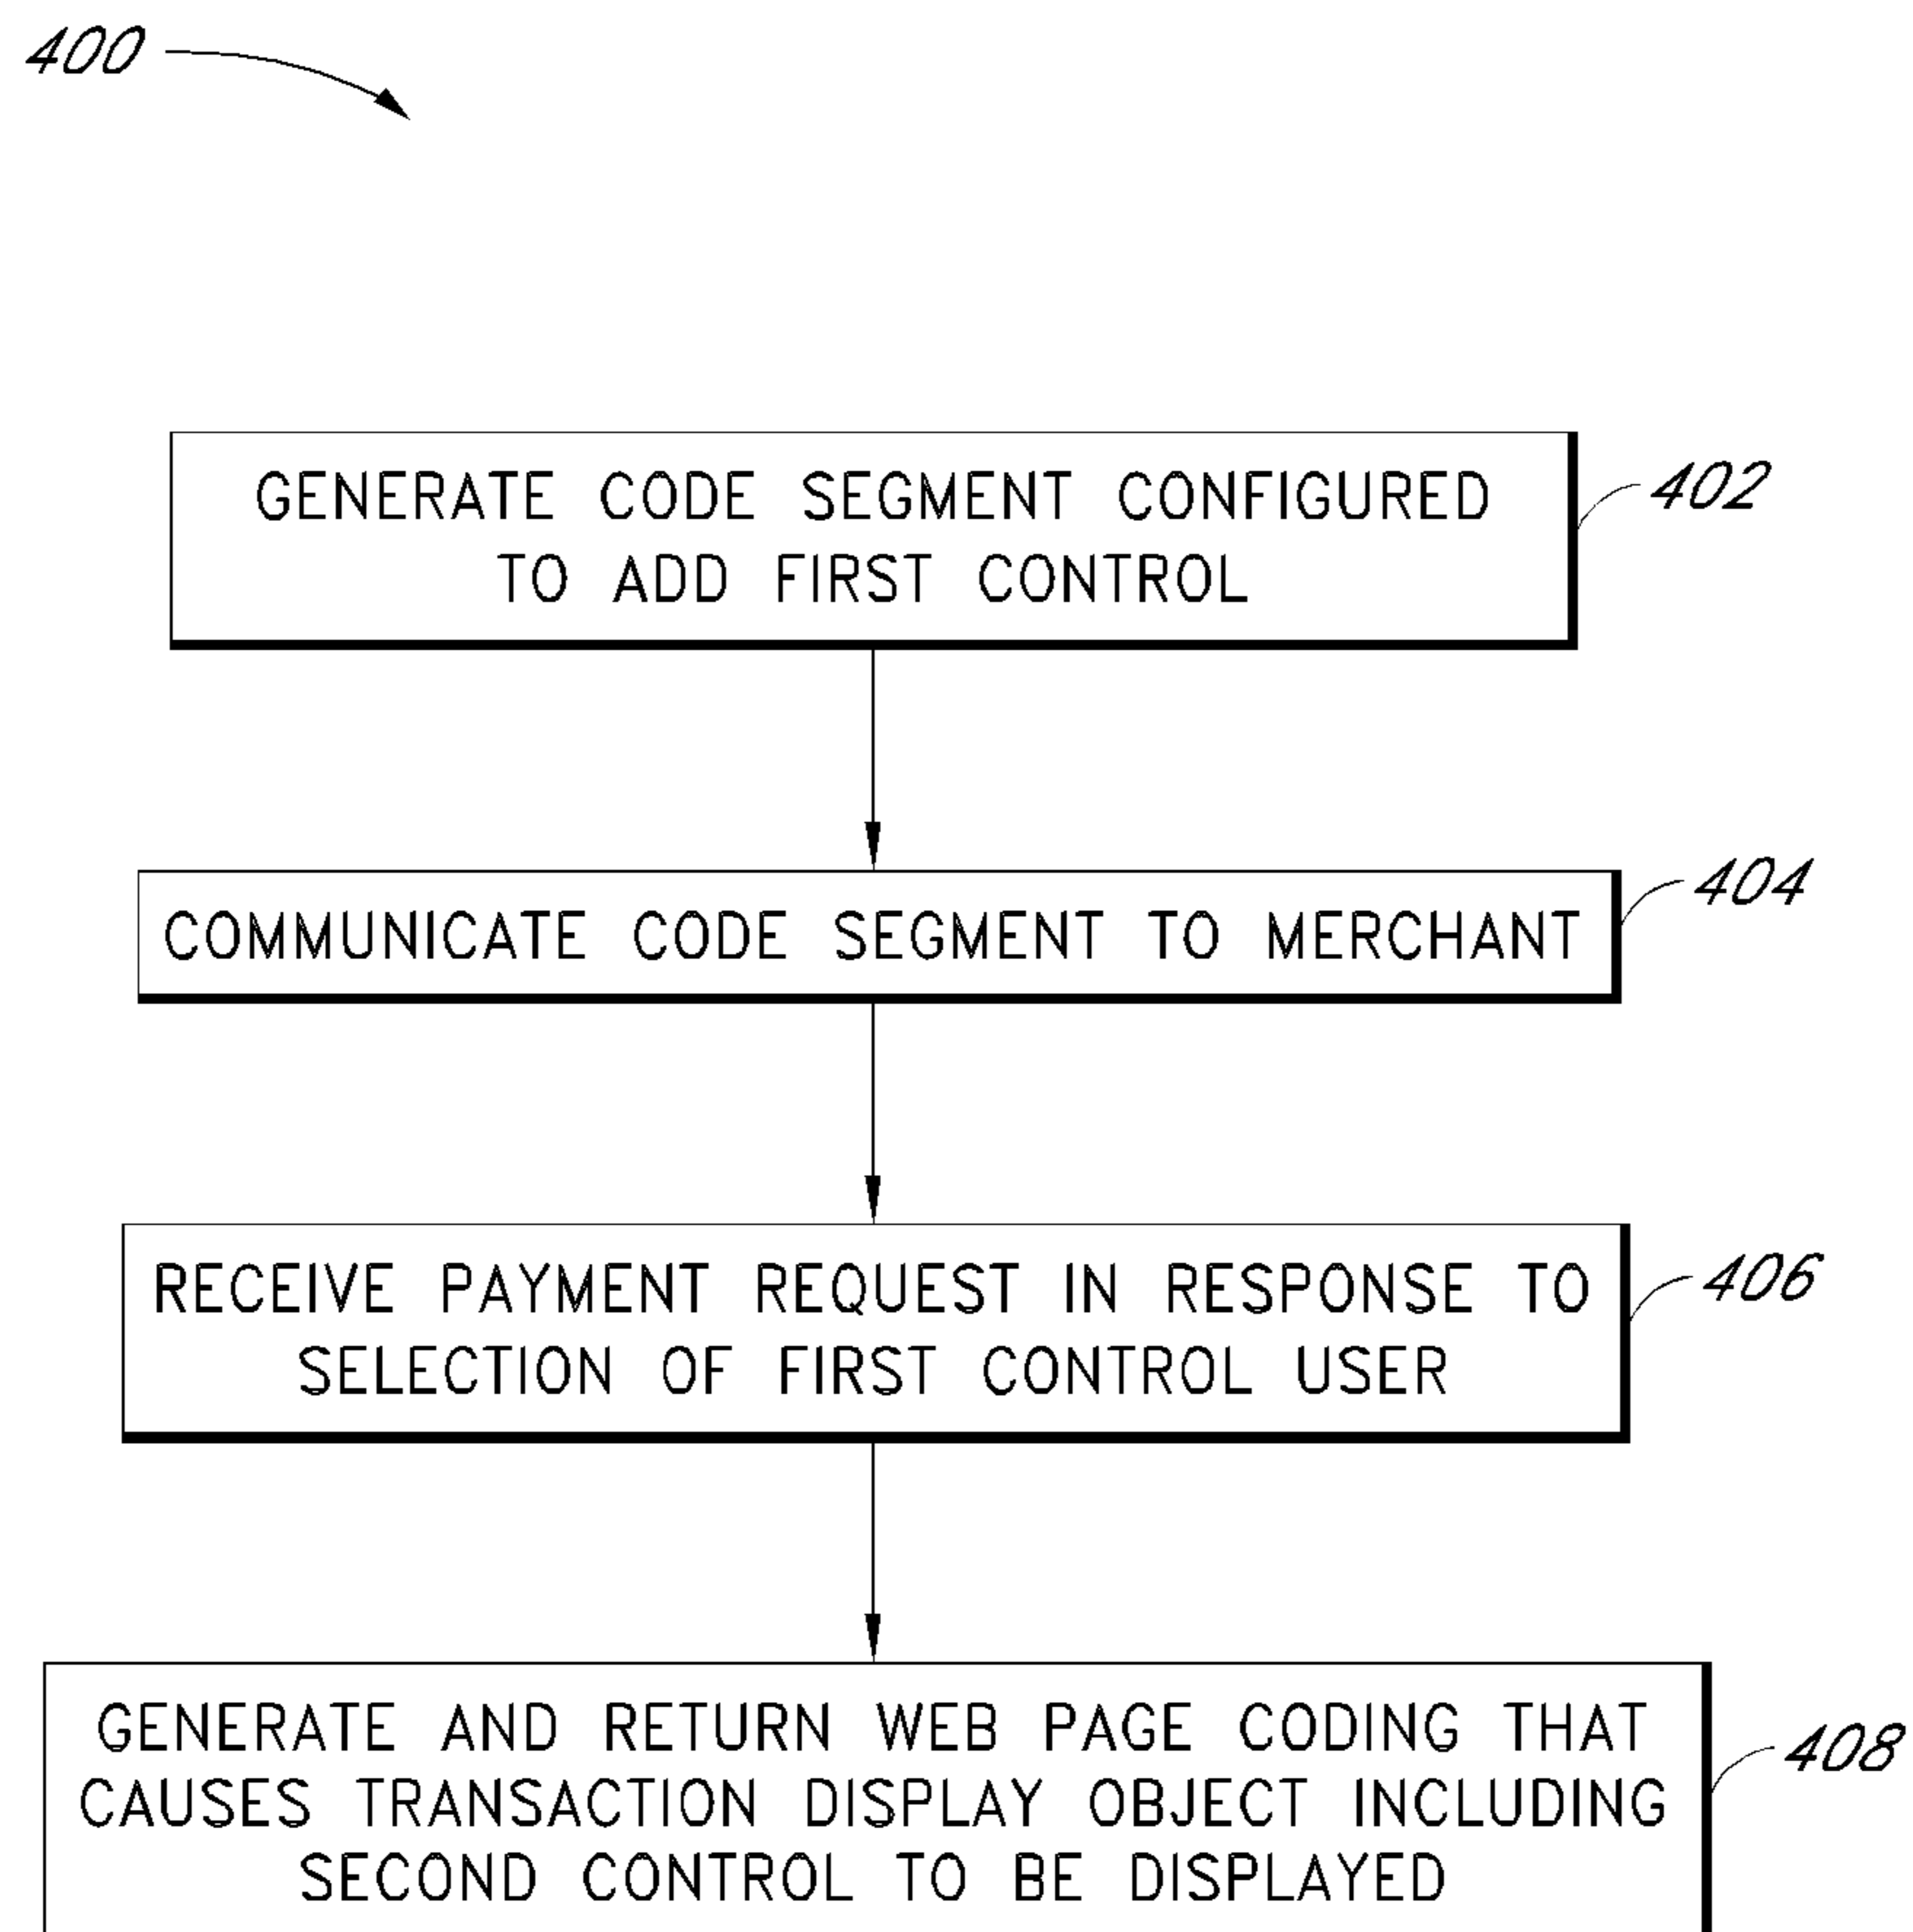 400
GENERATE CODE SEGMENT CONFIGURED
TO ADD FIRST CONTROL
402
COMMUNICATE CODE SEGMENT TO MERCHANT
404
RECEIVE PAYMENT REQUEST IN RESPONSE TO
SELECTION OF FIRST CONTROL USER
406
GENERATE AND RETURN WEB PAGE CODING THAT
CAUSES TRANSACTION DISPLAY OBJECT INCLUDING
SECOND CONTROL TO BE DISPLAYED
408